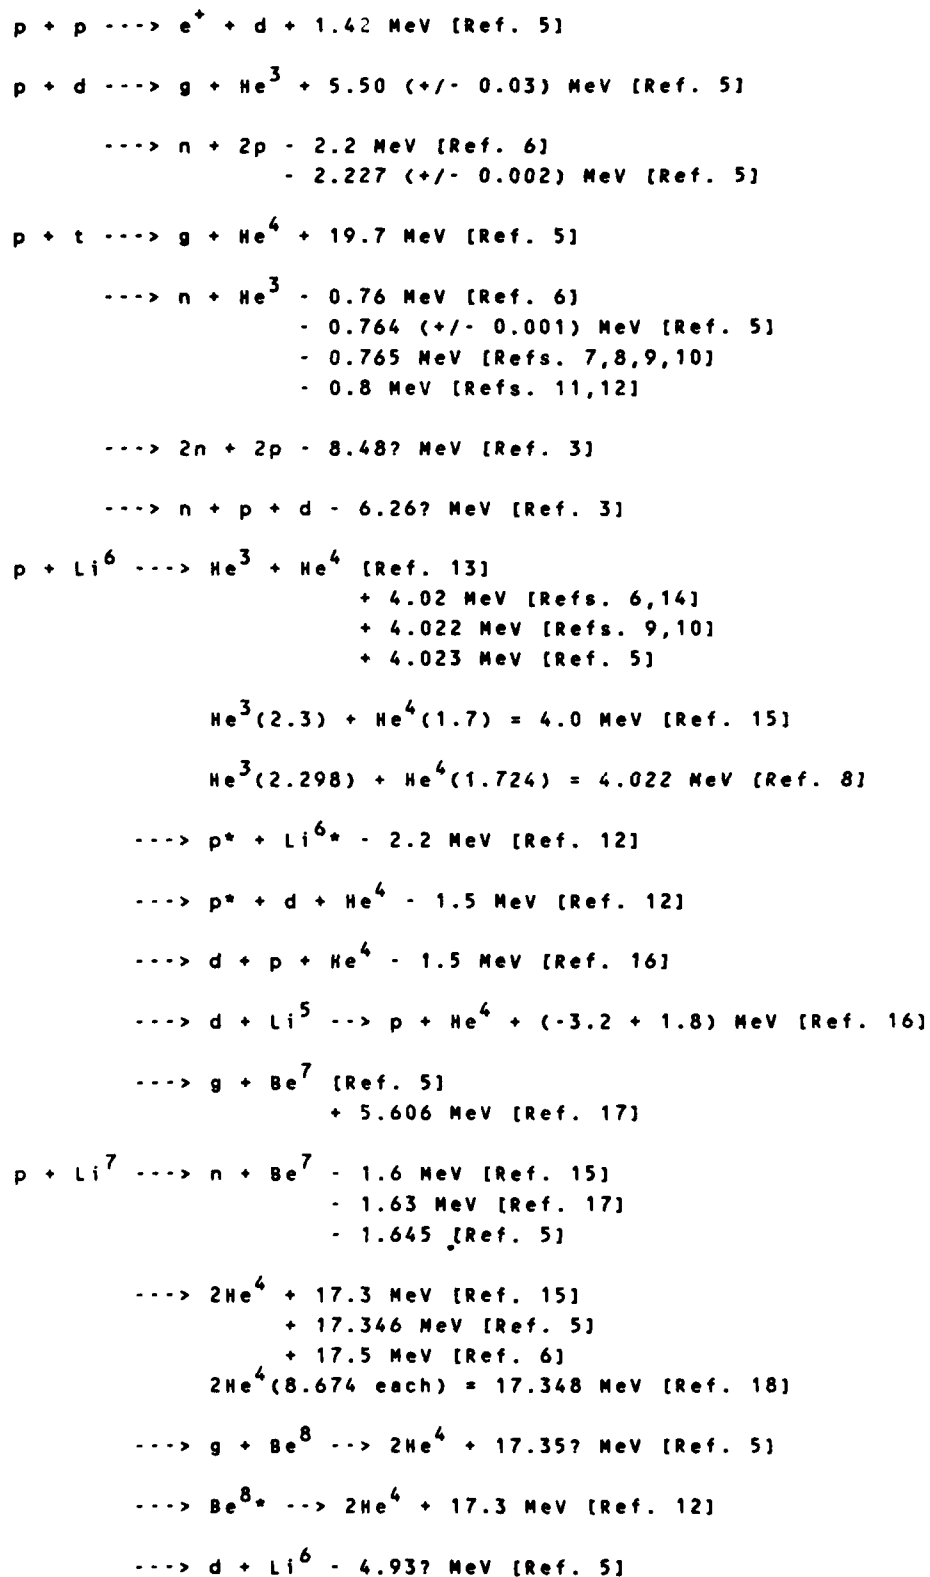 p + p ---> e⁺ + d + 1.42 MeV [Ref. 5]
p + d ---> g + He³ + 5.50 (+/- 0.03) MeV [Ref. 5]
---> n + 2p - 2.2 MeV [Ref. 6]
- 2.227 (+/- 0.002) MeV [Ref. 5]
p + t ---> g + He⁴ + 19.7 MeV [Ref. 5]
---> n + He³ - 0.76 MeV [Ref. 6]
- 0.764 (+/- 0.001) MeV [Ref. 5]
- 0.765 MeV [Refs. 7,8,9,10]
- 0.8 MeV [Refs. 11,12]
---> 2n + 2p - 8.48? MeV [Ref. 3]
---> n + p + d - 6.26? MeV [Ref. 3]
p + Li⁶ ---> He³ + He⁴ [Ref. 13]
+ 4.02 MeV [Refs. 6,14]
+ 4.022 MeV [Refs. 9,10]
+ 4.023 MeV [Ref. 5]
He³(2.3) + He⁴(1.7) = 4.0 MeV [Ref. 15]
He³(2.298) + He⁴(1.724) = 4.022 MeV [Ref. 8]
---> p* + Li⁶* - 2.2 MeV [Ref. 12]
---> p* + d + He⁴ - 1.5 MeV [Ref. 12]
---> d + p + He⁴ - 1.5 MeV [Ref. 16]
---> d + Li⁵ --> p + He⁴ + (-3.2 + 1.8) MeV [Ref. 16]
---> g + Be⁷ [Ref. 5]
+ 5.606 MeV [Ref. 17]
p + Li⁷ ---> n + Be⁷ - 1.6 MeV [Ref. 15]
- 1.63 MeV [Ref. 17]
- 1.645 [Ref. 5]
---> 2He⁴ + 17.3 MeV [Ref. 15]
+ 17.346 MeV [Ref. 5]
+ 17.5 MeV [Ref. 6]
2He⁴(8.674 each) = 17.348 MeV [Ref. 18]
---> g + Be⁸ --> 2He⁴ + 17.35? MeV [Ref. 5]
---> Be⁸* --> 2He⁴ + 17.3 MeV [Ref. 12]
---> d + Li⁶ - 4.93? MeV [Ref. 5]